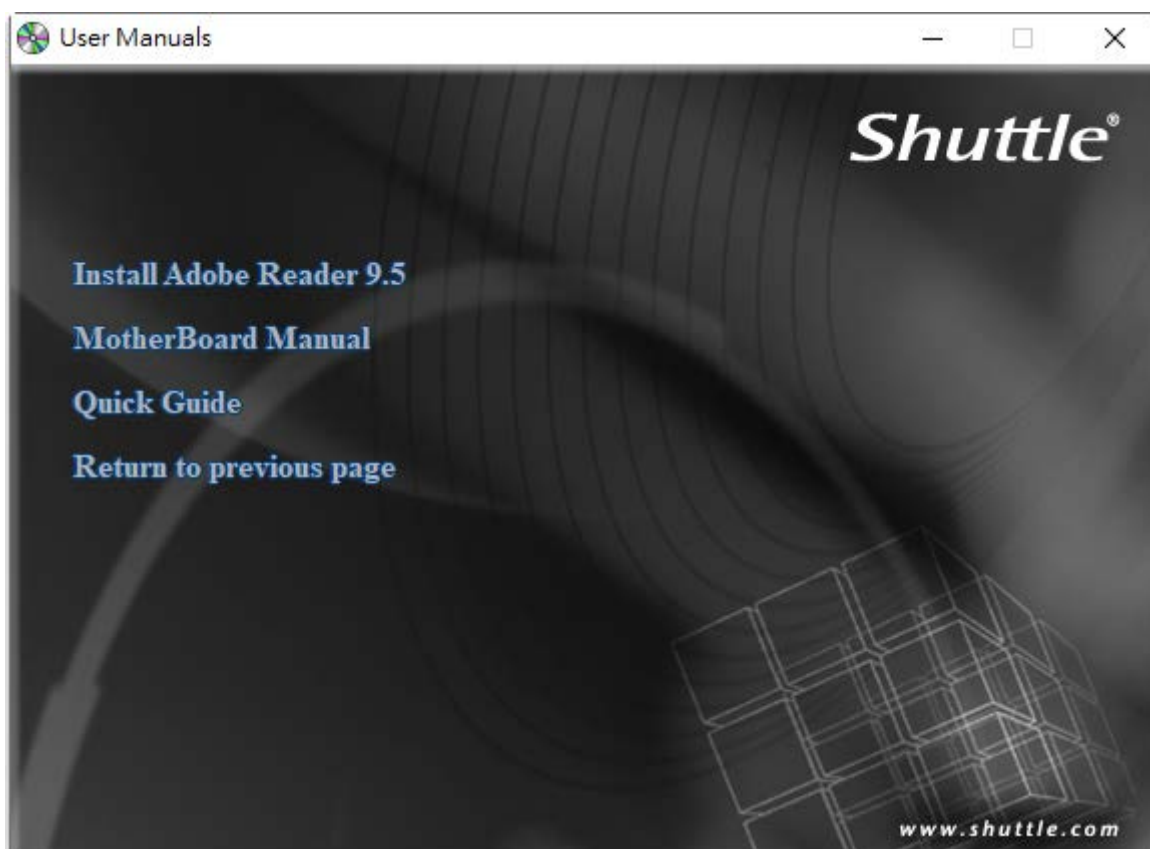 User Manuals
Shuttle®
Install Adobe Reader 9.5
MotherBoard Manual
Quick Guide
Return to previous page
www.shuttle.com